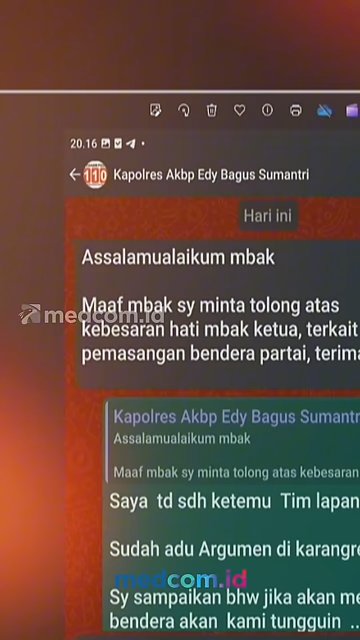 20.16
110
Kapolres Akbp Edy Bagus Sumantri
Hari ini
Assalamualaikum mbak
Maaf mbak sy minta tolong atas
medcom.id
kebesaran hati mbak ketua, terkait
pemasangan bendera partai,
Kapolres Akbp Edy Bagus Sumantr
Assalamualaikum mbak
Maaf mbak sy minta tolong atas kebesaran
Saya td sdh ketemu Tim lapan
Sudah adu Argumen di karangr
medcom.id
Sy sampaikan bhw jika akan me
bendera akan kami tungguin ..